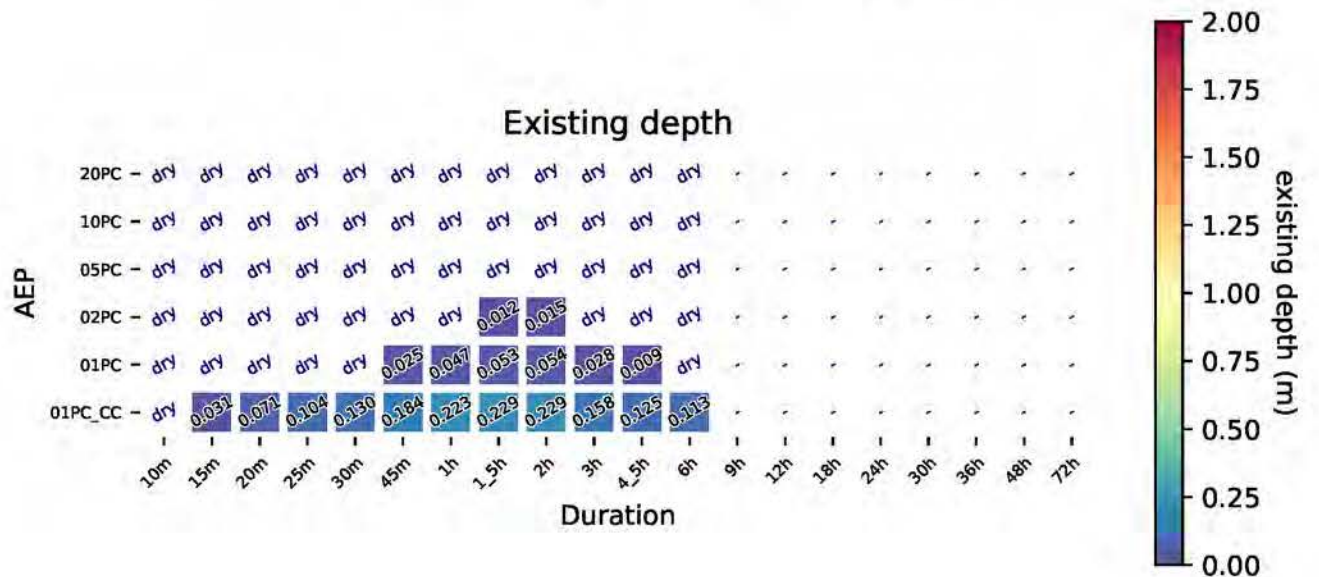 Existing depth
20PC dry dry dry dry dry dry dry dry dry dry dry dry - - - - - - - -
10PC dry dry dry dry dry dry dry dry dry dry dry dry - - - - - - - -
05PC dry dry dry dry dry dry dry dry dry dry dry dry - - - - - - - -
02PC dry dry dry dry dry dry dry 0.012 0.015 dry dry dry - - - - - - - -
01PC dry dry dry dry dry 0.025 0.047 0.053 0.054 0.028 0.009 dry - - - - - - - -
01PC_CC dry 0.031 0.071 0.104 0.130 0.184 0.223 0.229 0.229 0.158 0.125 0.113 - - - - - - - -
AEP
10m 15m 20m 25m 30m 45m 1h 1_5h 2h 3h 4_5h 6h 9h 12h 18h 24h 30h 36h 48h 72h
Duration
2.00
1.75
1.50
1.25
1.00
0.75
0.50
0.25
0.00
existing depth (m)